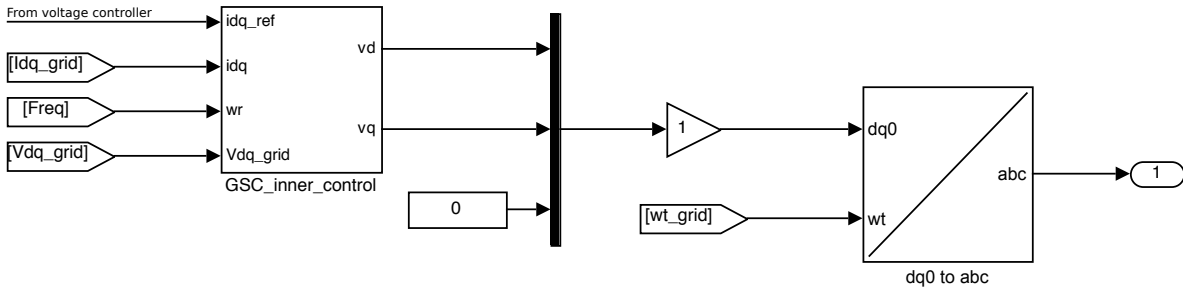 From voltage controller
idq_ref
[Idq_grid]
idq
[Freq]
wr
[Vdq_grid]
Vdq_grid
vd
vq
GSC_inner_control
0
1
dq0
[wt_grid]
wt
abc
dq0 to abc
1